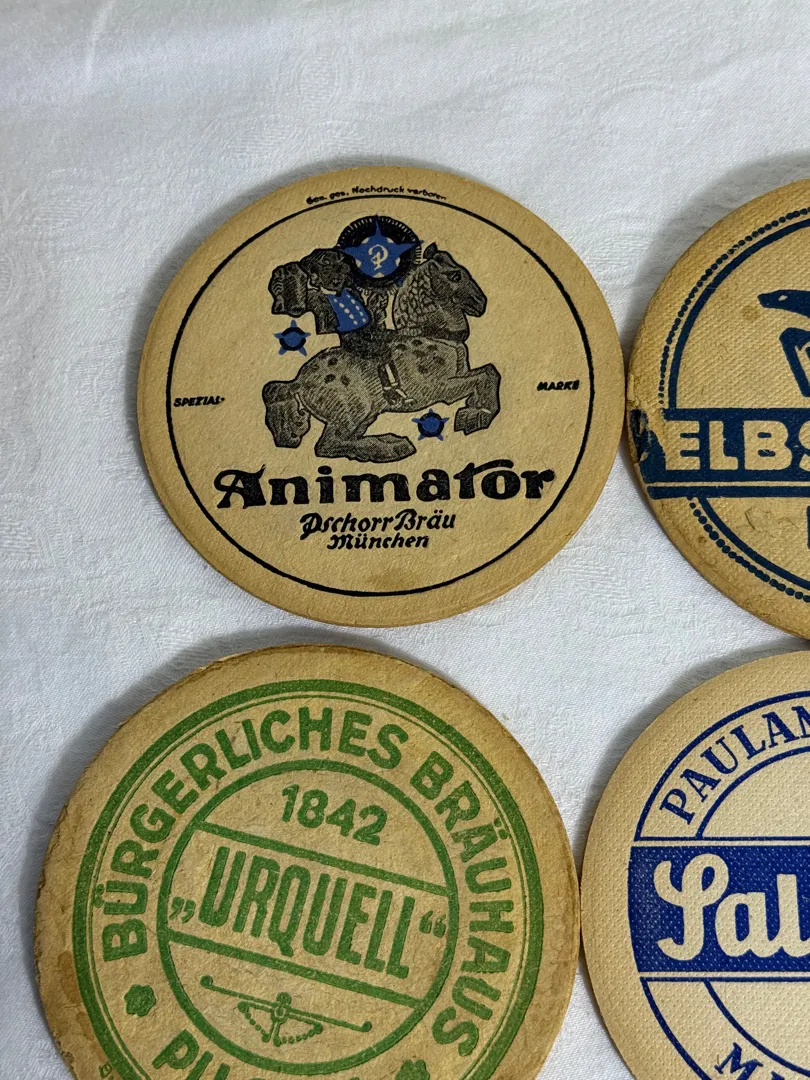 Ges. gesch. Nachdruck verboten
P
SPEZIAL-
MARKE
Animator
Pschorr Bräu
München
ELBS
BÜRGERLICHES BRÄUHAUS
1842
„URQUELL“
PAULAN
Sal